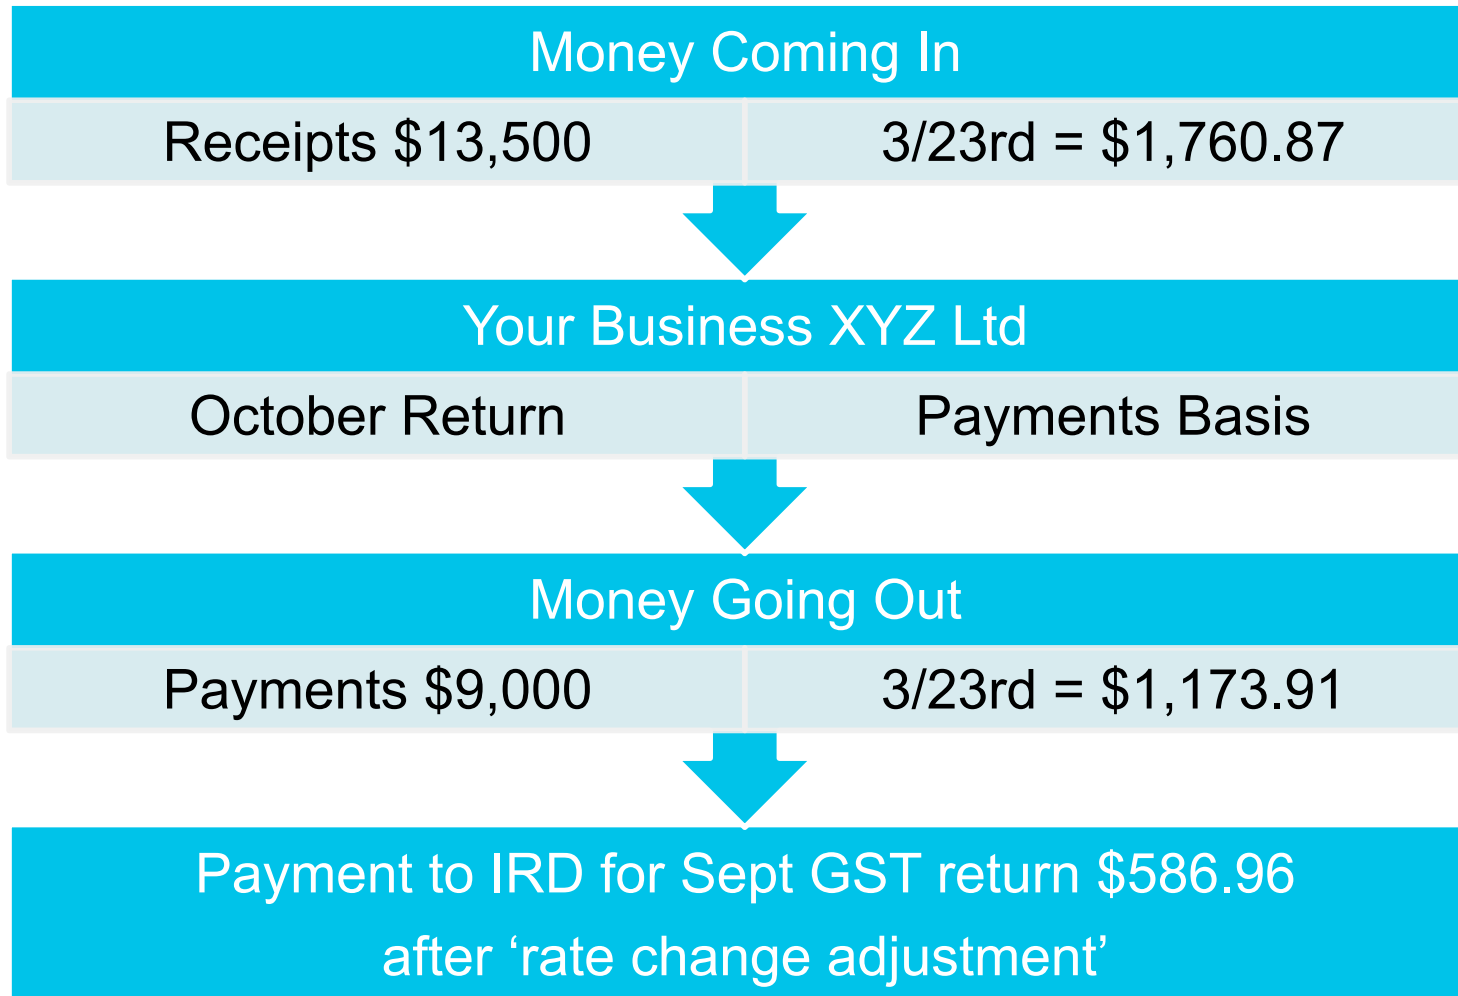 Money Coming In
Receipts $13,500
3/23rd = $1,760.87
Your Business XYZ Ltd
October Return
Payments Basis
Money Going Out
Payments $9,000
3/23rd = $1,173.91
Payment to IRD for Sept GST return $586.96
after ‘rate change adjustment’